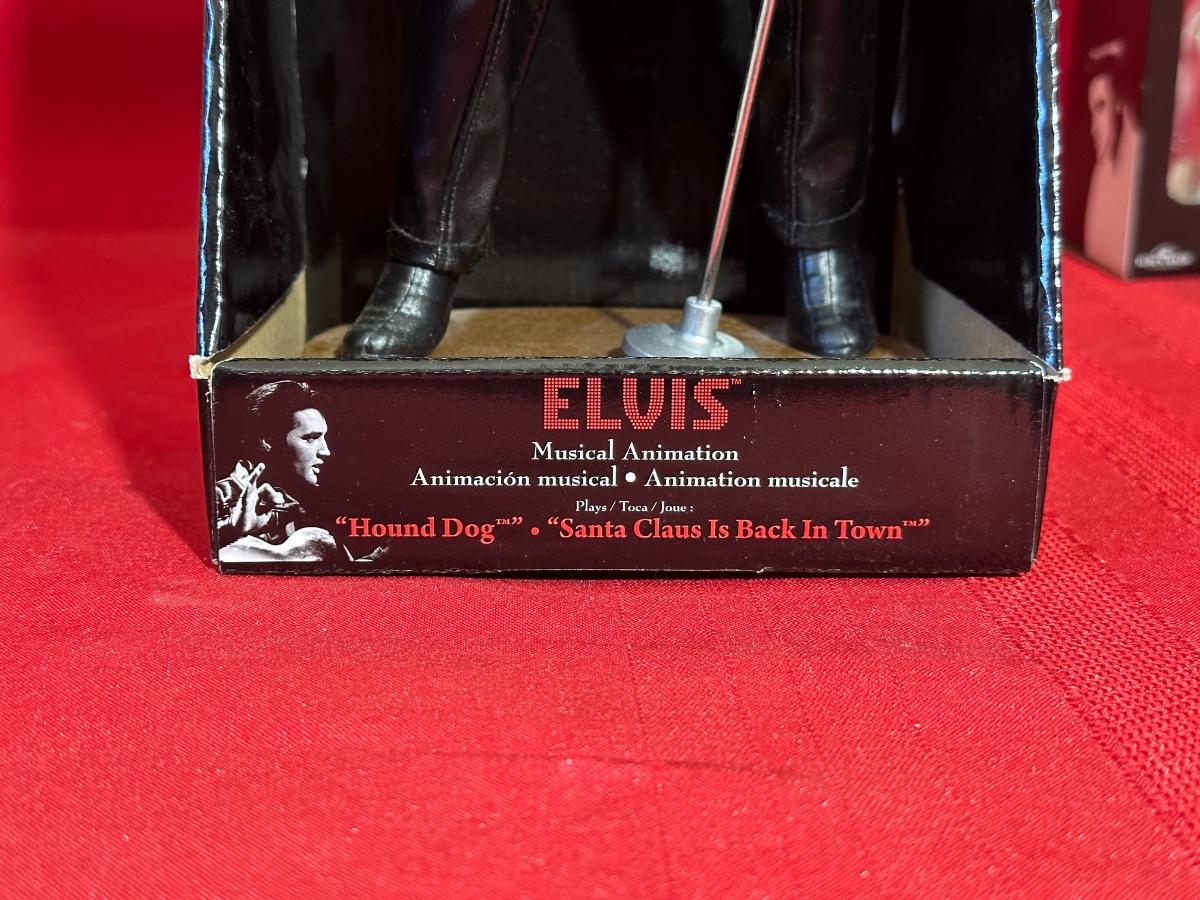 ELVIS™
Musical Animation
Animación musical • Animation musicale
Plays / Toca / Joue :
“Hound Dog™” • “Santa Claus Is Back In Town™”